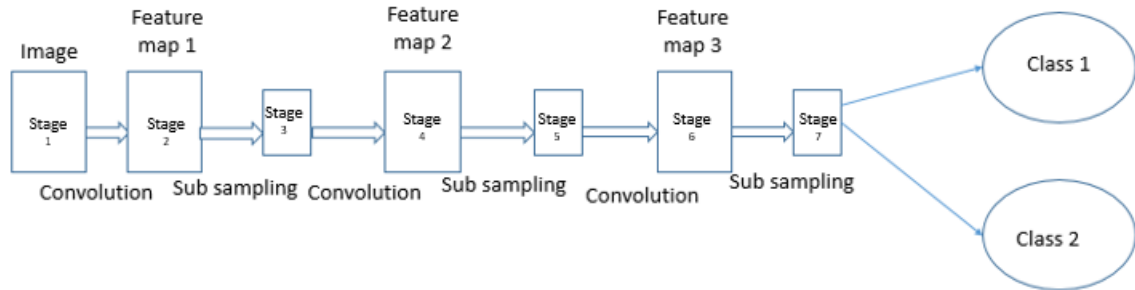 Image
Feature
map 1
Feature
map 2
Feature
map 3
Stage
1
Stage
2
Stage
3
Stage
4
Stage
5
Stage
6
Stage
7
Class 1
Class 2
Convolution
Sub sampling
Convolution
Sub sampling
Convolution
Sub sampling